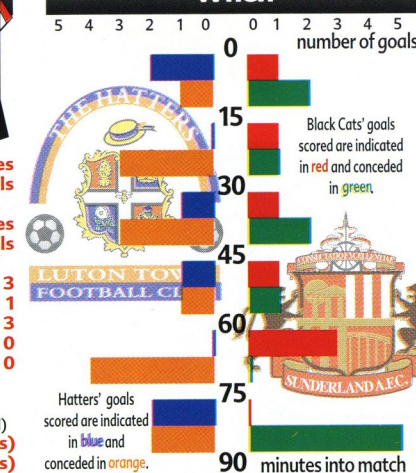 5 4 3 2 1 0 0 1 2 3 4 5
0 number of goals
15
THE HATTERS
Black Cats' goals
scored are indicated
in red and conceded
in green.
es
ls
30
es
ls
45
3
1
3
0
0
LUTON TOW
FOOTBALL CL
60
SUNDERLAND A.F.C.
75
Hatters' goals
scored are indicated
in blue and
conceded in orange.
)
s)
s)
90 minutes into match